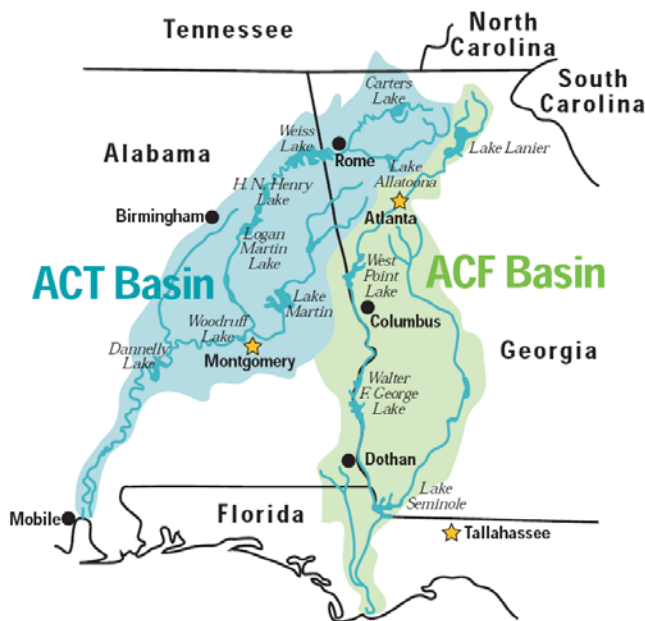 Tennessee
North
Carolina
South
Carolina
Carters
Lake
Weiss
Lake
Alabama
Rome
Lake Lanier
Lake
Allatoona
H. N. Henry
Lake
Birmingham
Atlanta
Logan
Martin
Lake
ACT Basin
West
Point
Lake
ACF Basin
Lake
Martin
Columbus
Woodruff
Lake
Georgia
Dannelly
Lake
Montgomery
Walter
F. George
Lake
Dothan
Lake
Seminole
Mobile
Florida
Tallahassee